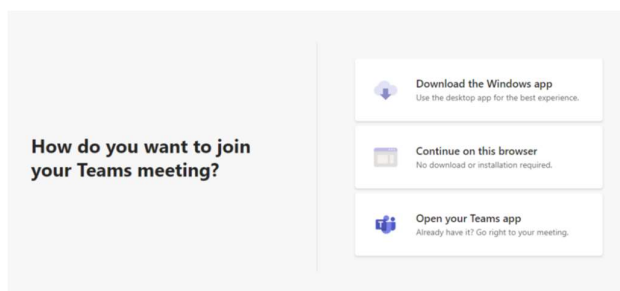 How do you want to join
your Teams meeting?
Download the Windows app
Use the desktop app for the best experience.
Continue on this browser
No download or installation required.
Open your Teams app
Already have it? Go right to your meeting.